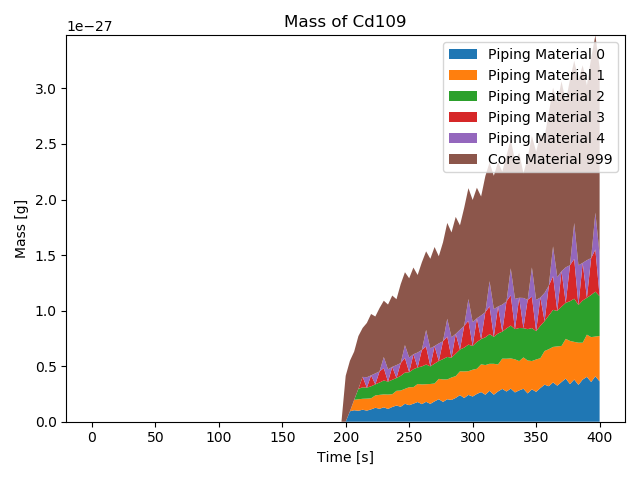 Mass of Cd109
1e−27
Piping Material 0
Piping Material 1
Piping Material 2
Piping Material 3
Piping Material 4
Core Material 999
3.0
2.5
2.0
1.5
1.0
0.5
0.0
Mass [g]
0 50 100 150 200 250 300 350 400
Time [s]